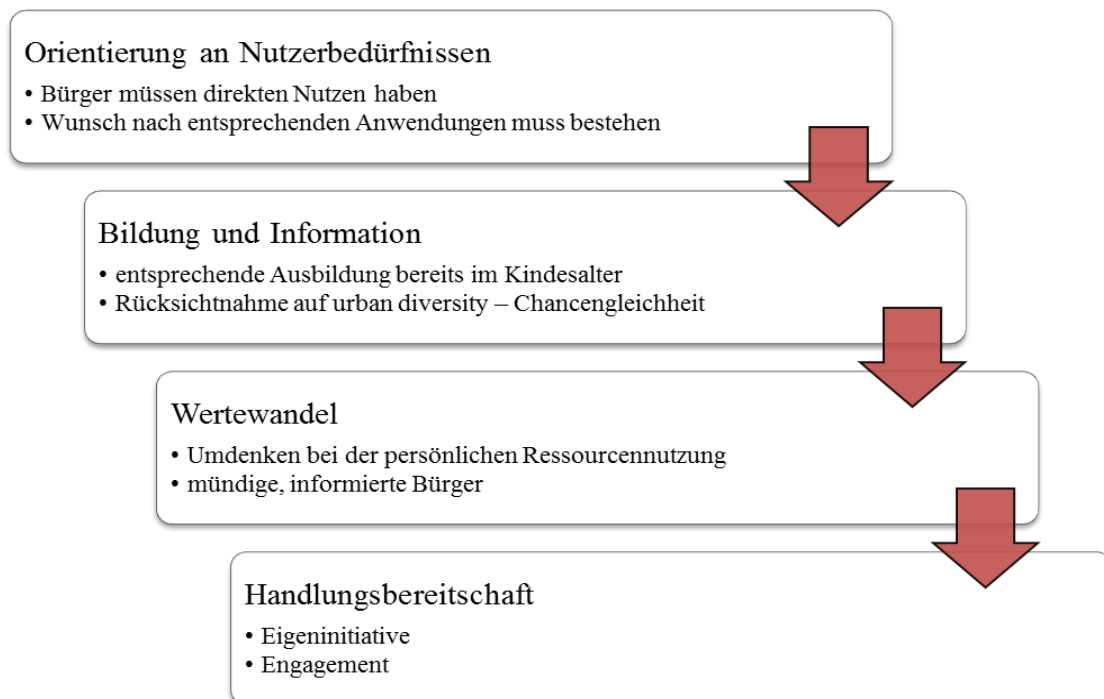 Orientierung an Nutzerbedürfnissen
• Bürger müssen direkten Nutzen haben
• Wunsch nach entsprechenden Anwendungen muss bestehen
Bildung und Information
• entsprechende Ausbildung bereits im Kindesalter
• Rücksichtnahme auf urban diversity – Chancengleichheit
Wertewandel
• Umdenken bei der persönlichen Ressourcennutzung
• mündige, informierte Bürger
Handlungsbereitschaft
• Eigeninitiative
• Engagement